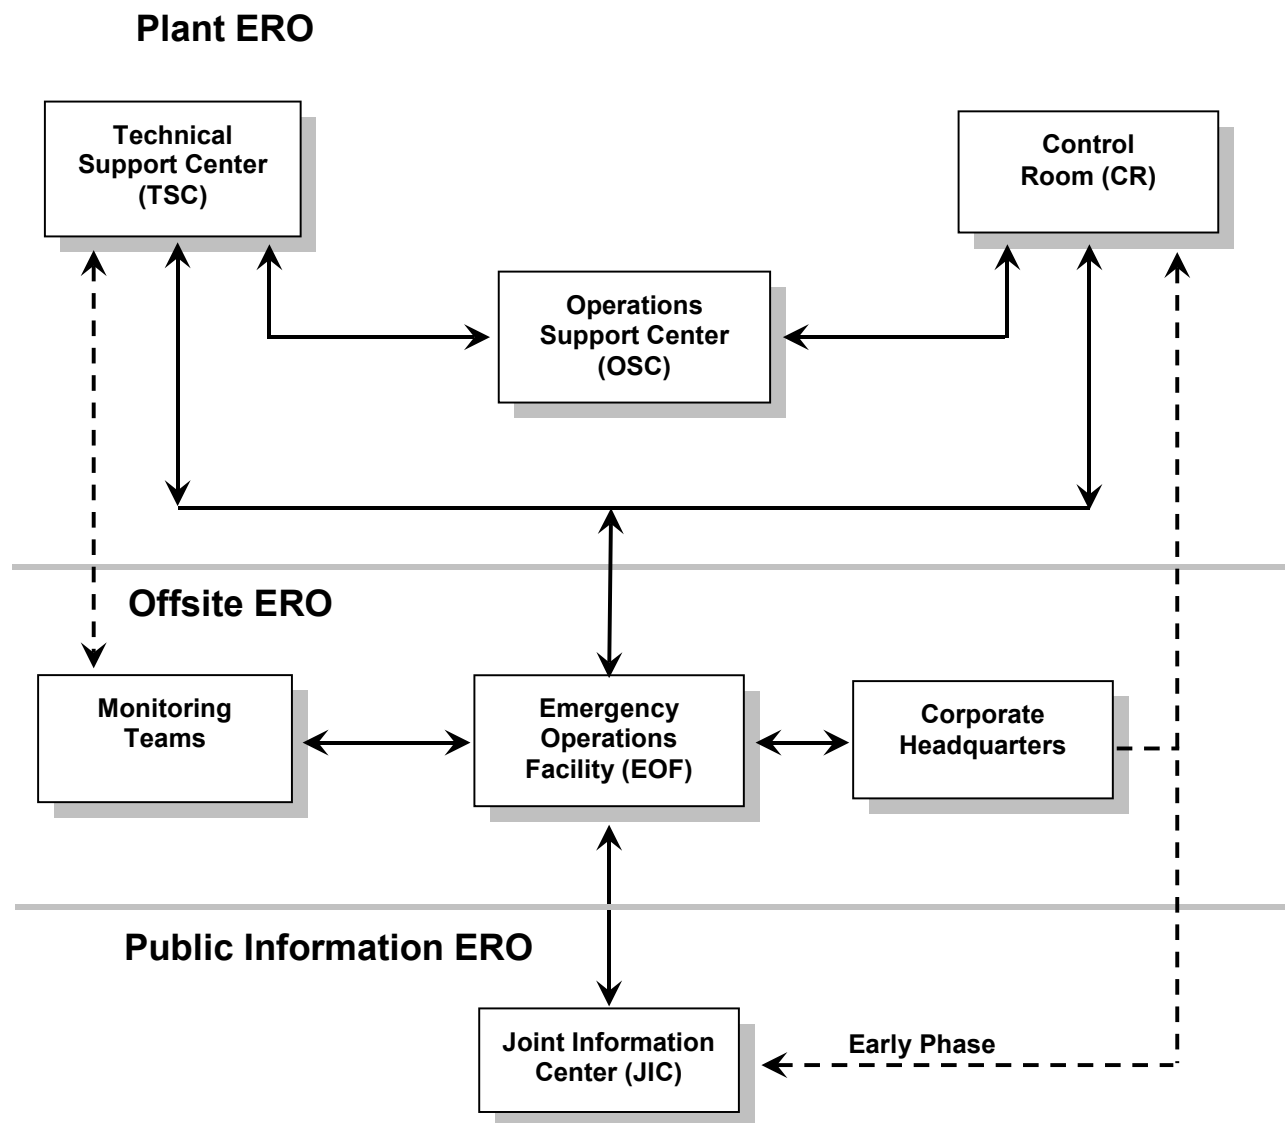 Plant ERO
Technical
Support Center
(TSC)
Control
Room (CR)
Operations
Support Center
(OSC)
Offsite ERO
Monitoring
Teams
Emergency
Operations
Facility (EOF)
Corporate
Headquarters
Public Information ERO
Joint Information
Center (JIC)
Early Phase